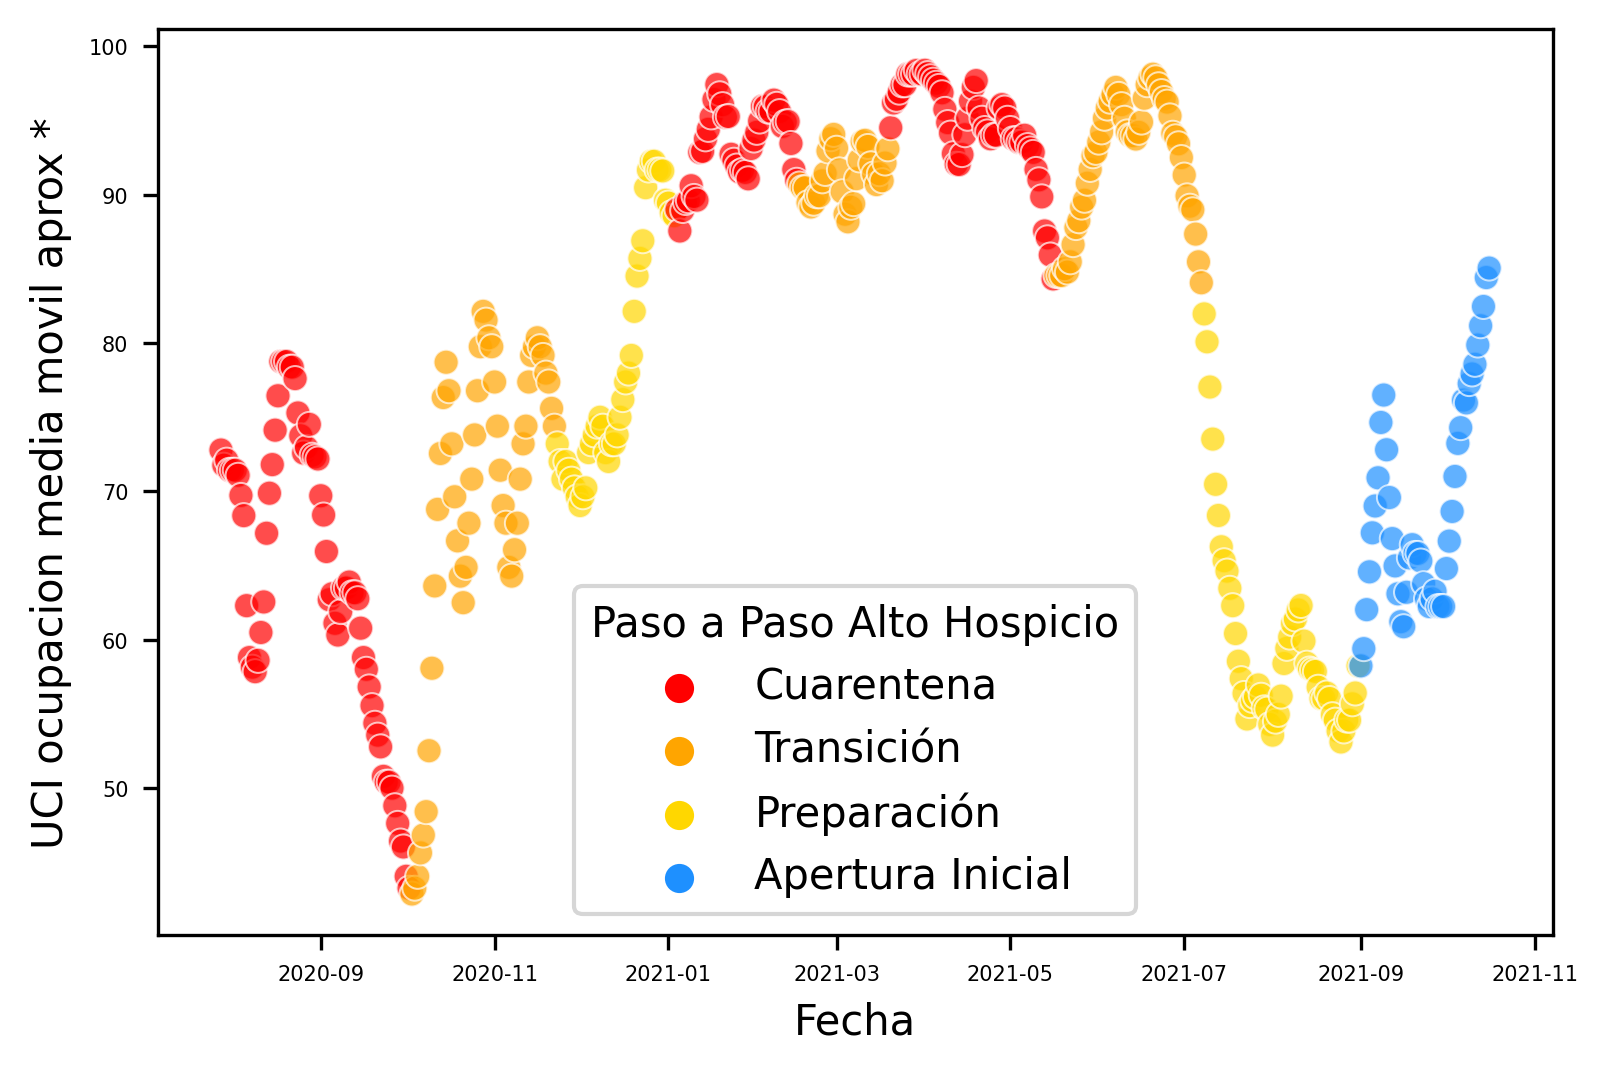 UCI ocupacion media movil aprox *
100
90
80
70
60
50
Paso a Paso Alto Hospicio
Cuarentena
Transición
Preparación
Apertura Inicial
2020-09 2020-11 2021-01 2021-03 2021-05 2021-07 2021-09 2021-11
Fecha